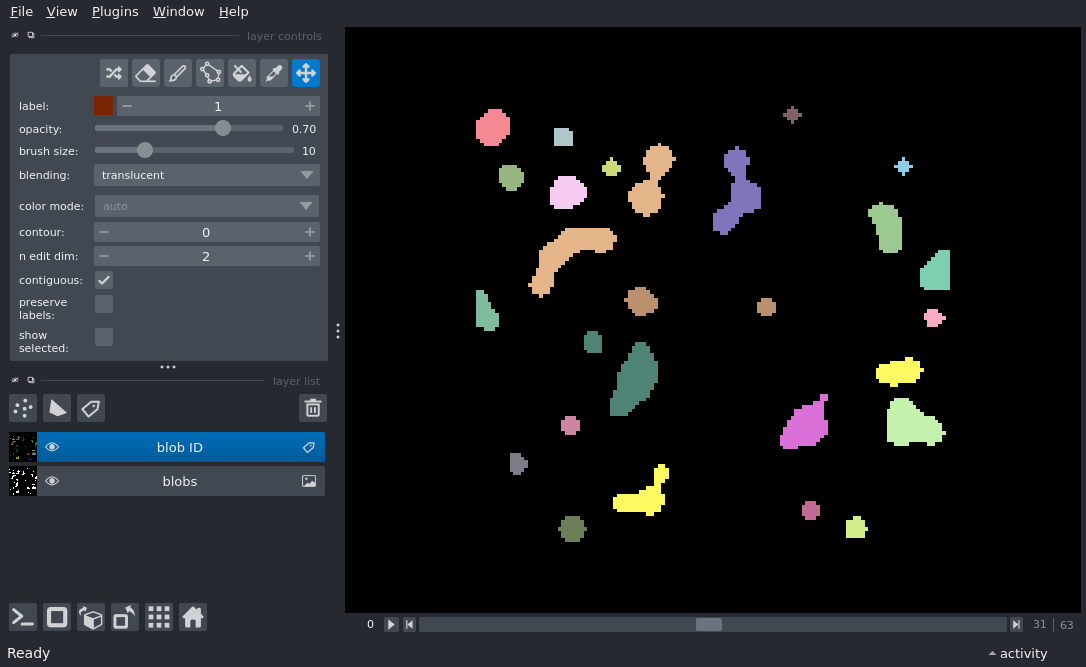 File View Plugins Window Help
layer controls
label: 1
opacity: 0.70
brush size: 10
blending: translucent
color mode: auto
contour: 0
n edit dim: 2
contiguous:
preserve
labels:
show
selected:
layer list
blob ID
blobs
0 31 63
Ready activity